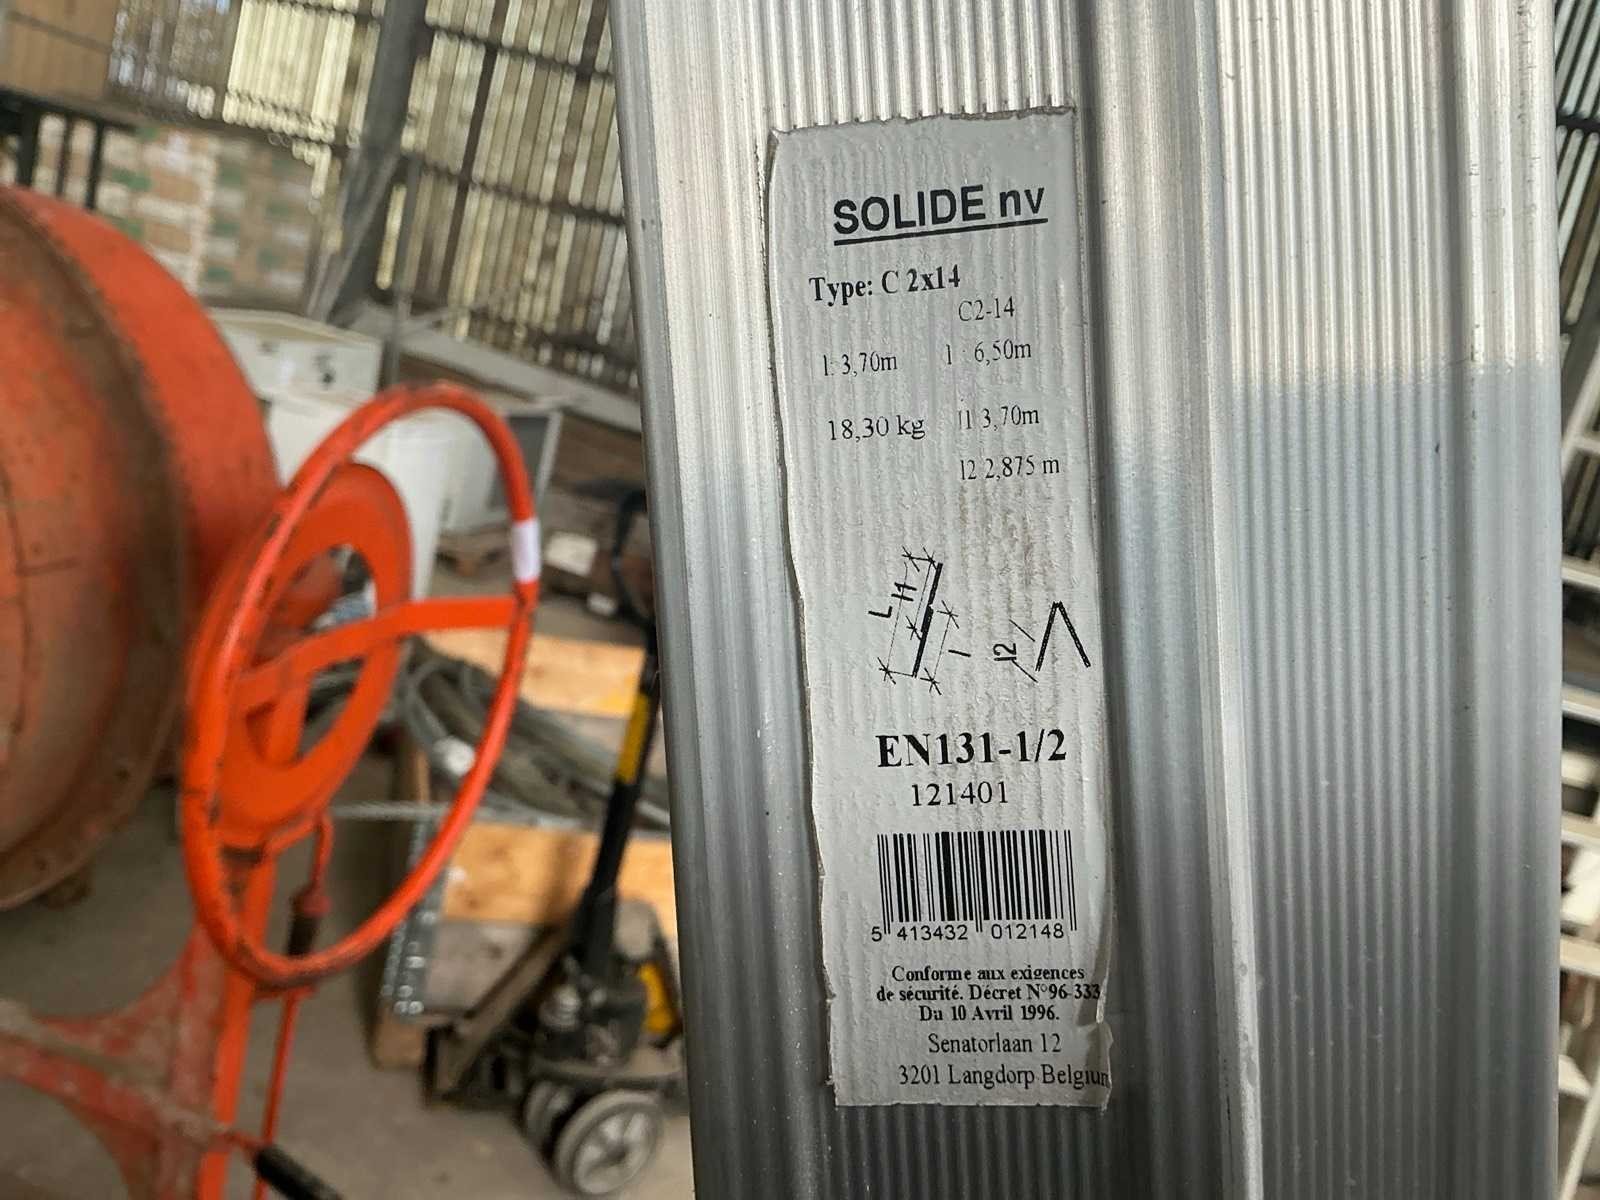 SOLIDE nv
Type: C 2x14
C2-14
l: 3,70m l : 6,50m
18,30 kg l1 3,70m
l2 2,875 m
L l1 l l2
EN131-1/2
121401
5 413432 012148
Conforme aux exigences
de sécurité. Décret N°96-333
Du 10 Avril 1996.
Senatorlaan 12
3201 Langdorp Belgium